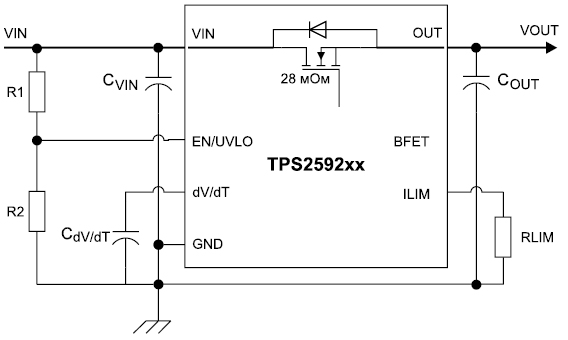 VIN
VIN
OUT
VOUT
R1
CVIN
28 мОм
COUT
EN/UVLO
BFET
TPS2592xx
R2
dV/dT
ILIM
CdV/dT
GND
RLIM